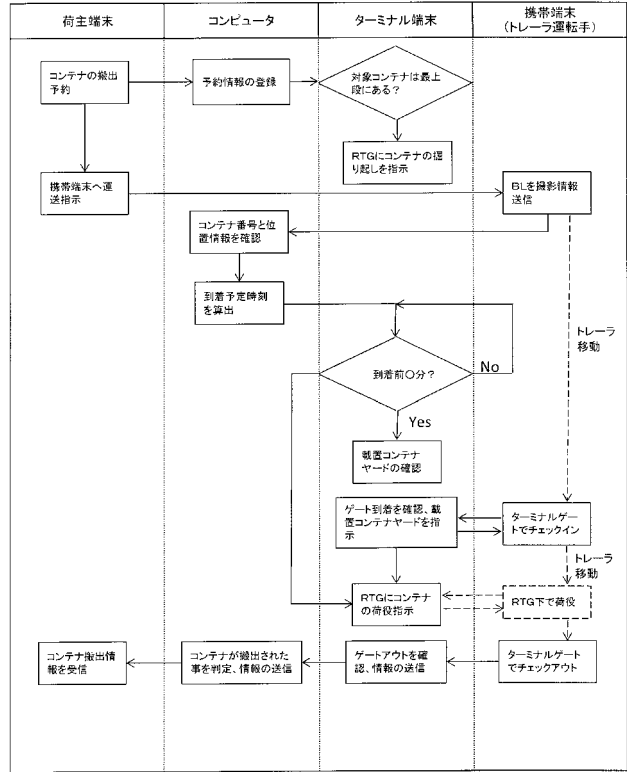 荷主端末
コンピュータ
ターミナル端末
携帯端末
(トレーラ運転手)
コンテナの搬出
予約
予約情報の登録
対象コンテナは最上
段にある？
RTGにコンテナの掘
り起しを指示
携帯端末へ運
送指示
BLを撮影情報
送信
コンテナ番号と位
置情報を確認
到着予定時刻
を算出
トレーラ
移動
到着前〇分？
No
Yes
載置コンテナ
ヤードの確認
ゲート到着を確認、載
置コンテナヤードを指
示
ターミナルゲー
トでチェックイン
トレーラ
移動
RTGにコンテナ
の荷役指示
RTG下で荷役
コンテナ搬出情
報を受信
コンテナが搬出された
事を判定、情報の送信
ゲートアウトを確
認、情報の送信
ターミナルゲート
でチェックアウト